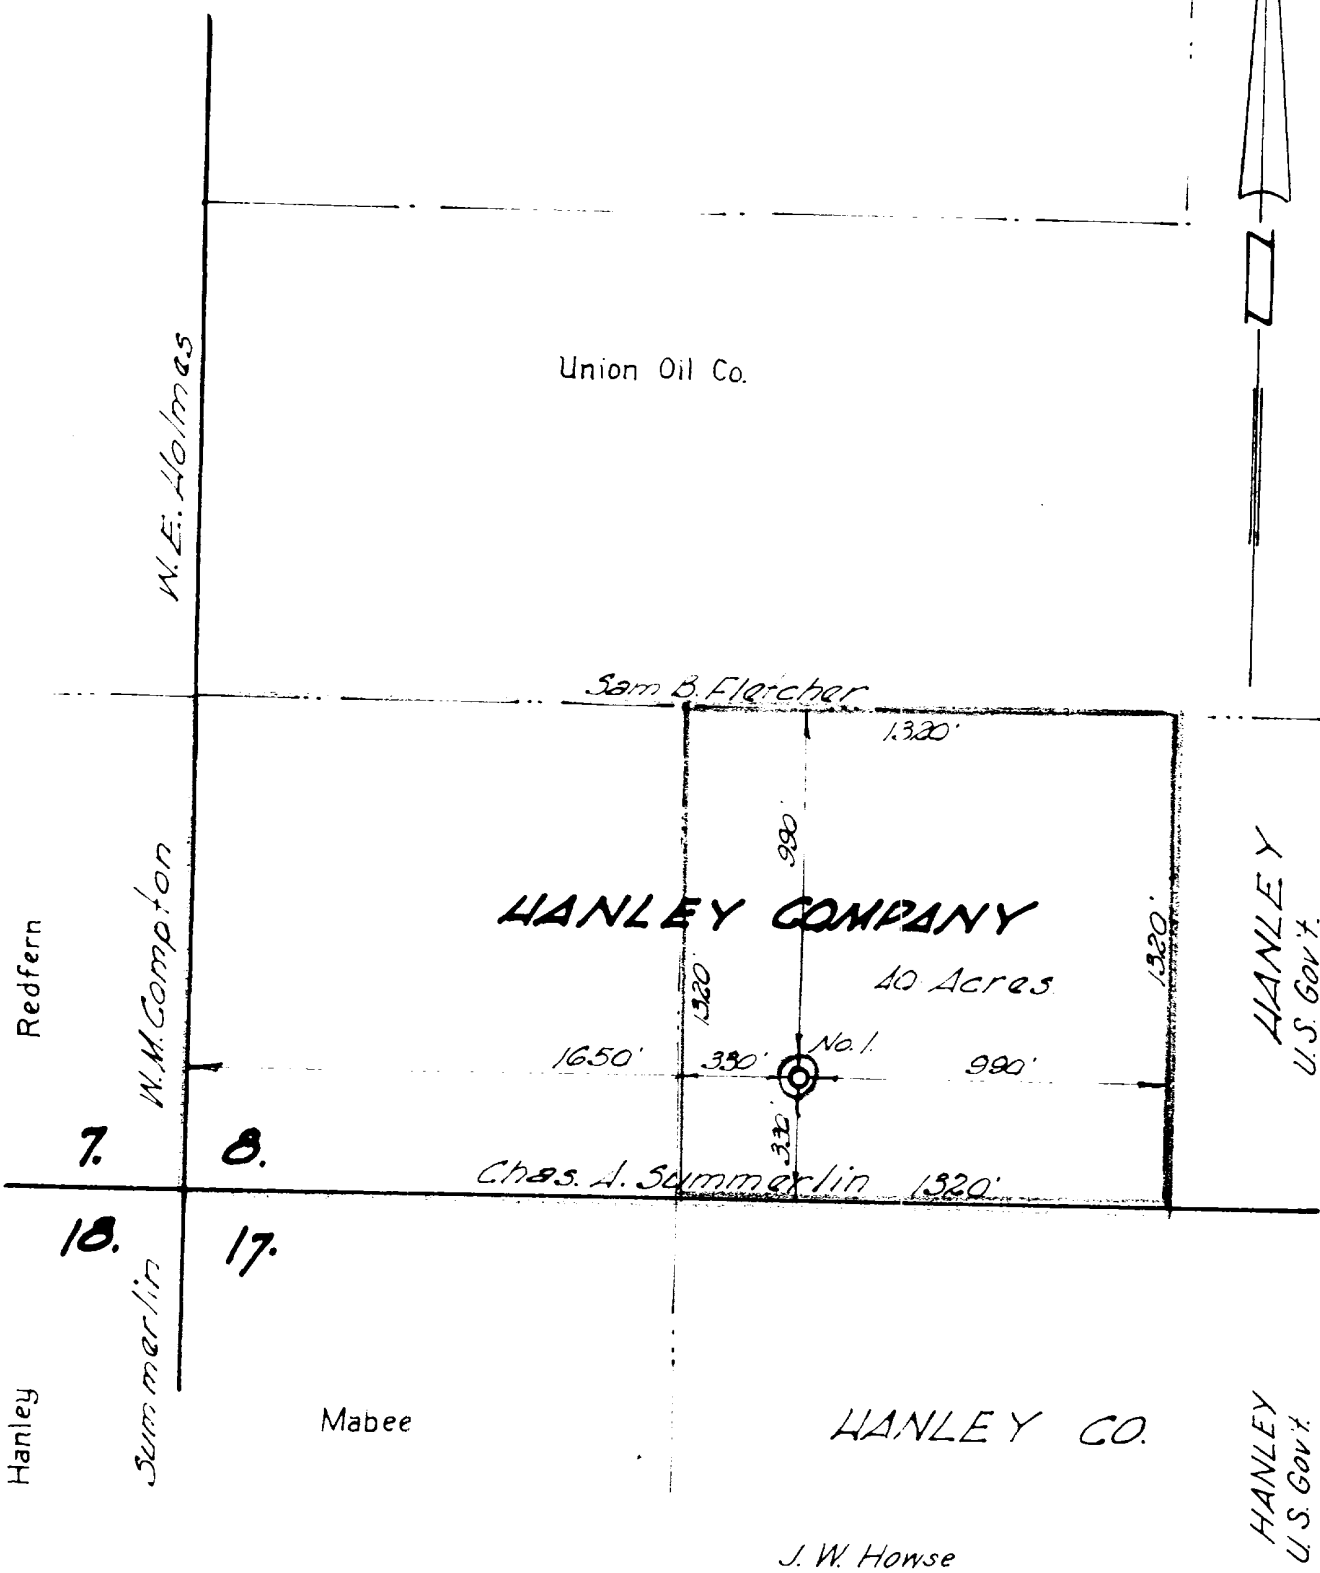 N
W.E. Holmes
Union Oil Co.
Sam B. Fletcher
1320'
990'
Redfern
W.M. Compton
HANLEY COMPANY
40 Acres
1320'
1320'
HANLEY
U.S. Gov't.
1650'
330'
No. 1.
990'
330'
7.
8.
Chas. A. Summerlin
1320'
18.
17.
Hanley
Summerlin
Mabee
HANLEY CO.
HANLEY
U.S. Gov't.
J. W. Howse